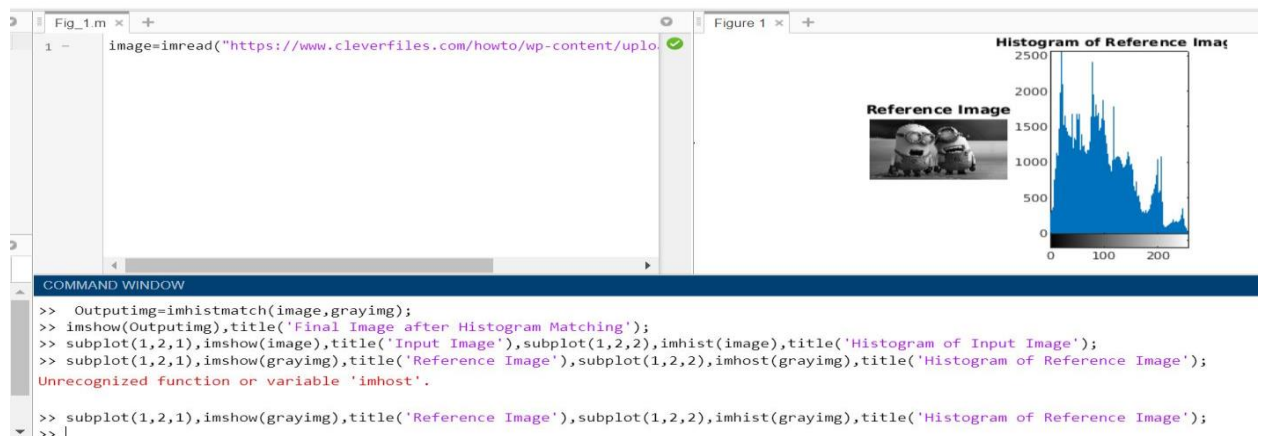 Fig_1.m × +
Figure 1 × +
1 - image=imread("https://www.cleverfiles.com/howto/wp-content/uplo
Histogram of Reference Imag
2500
2000
Reference Image
1500
1000
500
0
0 100 200
COMMAND WINDOW
>> Outputimg=imhistmatch(image,grayimg);
>> imshow(Outputimg),title('Final Image after Histogram Matching');
>> subplot(1,2,1),imshow(image),title('Input Image'),subplot(1,2,2),imhist(image),title('Histogram of Input Image');
>> subplot(1,2,1),imshow(grayimg),title('Reference Image'),subplot(1,2,2),imhost(grayimg),title('Histogram of Reference Image');
Unrecognized function or variable 'imhost'.
>> subplot(1,2,1),imshow(grayimg),title('Reference Image'),subplot(1,2,2),imhist(grayimg),title('Histogram of Reference Image');
>>